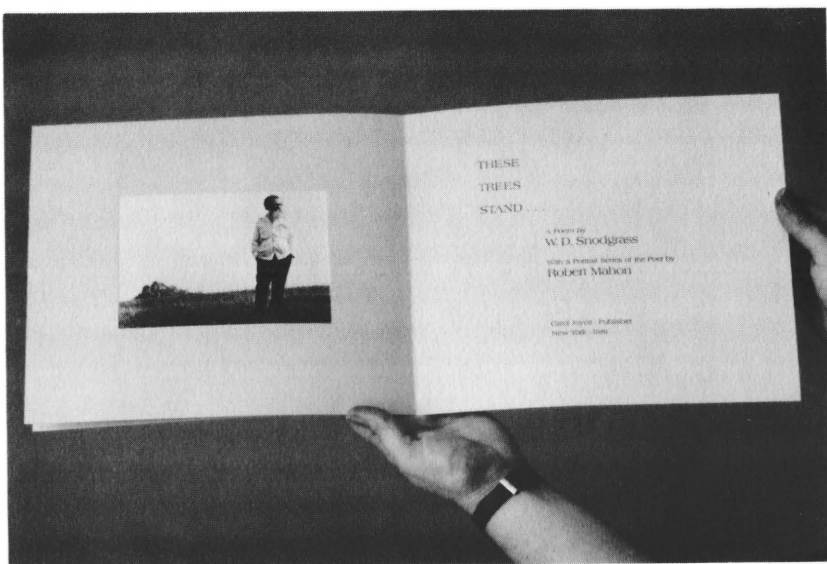 THESE
TREES
STAND.....
A Poem by
W. D. Snodgrass
With a Portrait Series of the Poet by
Robert Mahon
Carol Joyce · Publisher
New York ·